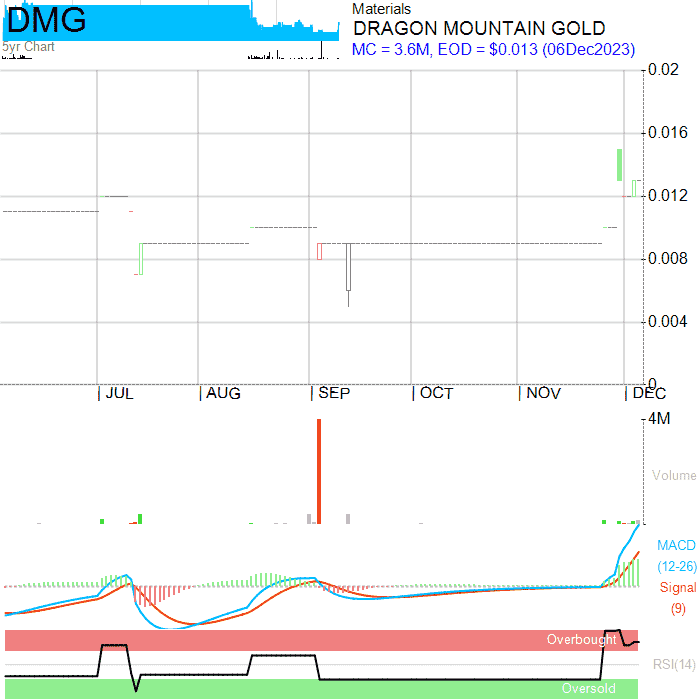 DMG
5yr Chart
Materials
DRAGON MOUNTAIN GOLD
MC = 3.6M, EOD = $0.013 (06Dec2023)
0.02
0.016
0.012
0.008
0.004
0
JUL
AUG
SEP
OCT
NOV
DEC
4M
Volume
MACD
(12-26)
Signal
(9)
Overbought
RSI(14)
Oversold